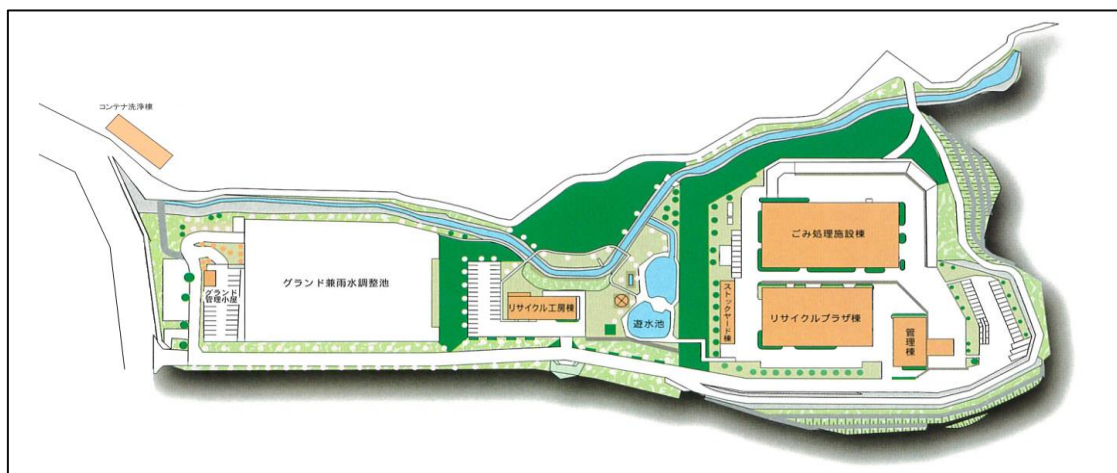 コンテナ洗浄棟
ごみ処理施設棟
グランド兼雨水調整池
グランド
管理小屋
リサイクル工房棟
遊水池
ストックヤード棟
リサイクルプラザ棟
管理棟